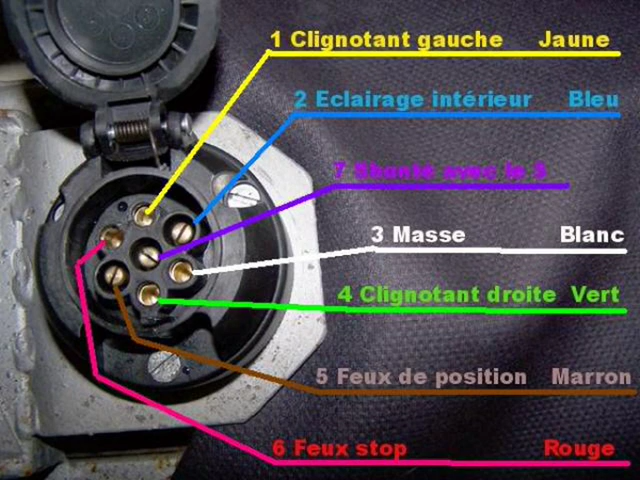 1 Clignotant gauche Jaune
2 Eclairage intérieur Bleu
7 Shunté avec le 5
3 Masse Blanc
4 Clignotant droite Vert
5 Feux de position Marron
6 Feux stop Rouge